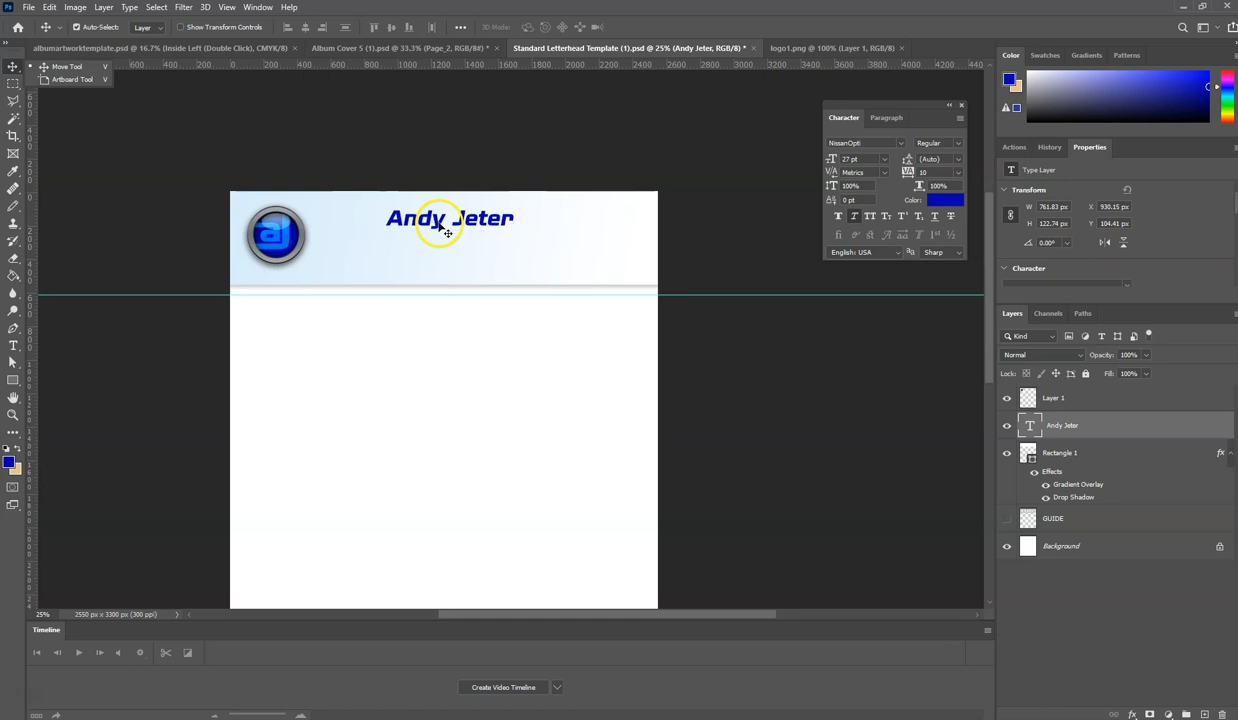 Ps File Edit Image Layer Type Select Filter 3D View Window Help
Auto-Select: Layer Show Transform Controls 3D Mode:
albumartworktemplate.psd @ 16.7% (Inside Left (Double Click), CMYK/8) × Album Cover 5 (1).psd @ 33.3% (Page_2, RGB/8#) * × Standard Letterhead Template (1).psd @ 25% (Andy Jeter, RGB/8) * × logo1.png @ 100% (Layer 1, RGB/8) ×
Move Tool V
Artboard Tool V
Andy Jeter
aj
Character Paragraph
NissanOpti Regular
27 pt (Auto)
Metrics 10
100% 100%
0 pt Color:
English: USA Sharp
Color Swatches Gradients Patterns
Actions History Properties
Type Layer
Transform
W 761.83 px X 930.15 px
H 122.74 px Y 104.41 px
0.00°
Character
Layers Channels Paths
Kind
Normal Opacity: 100%
Lock: Fill: 100%
Layer 1
Andy Jeter
Rectangle 1 fx
Effects
Gradient Overlay
Drop Shadow
GUIDE
Background
25% 2550 px x 3300 px (300 ppi)
Timeline
Create Video Timeline